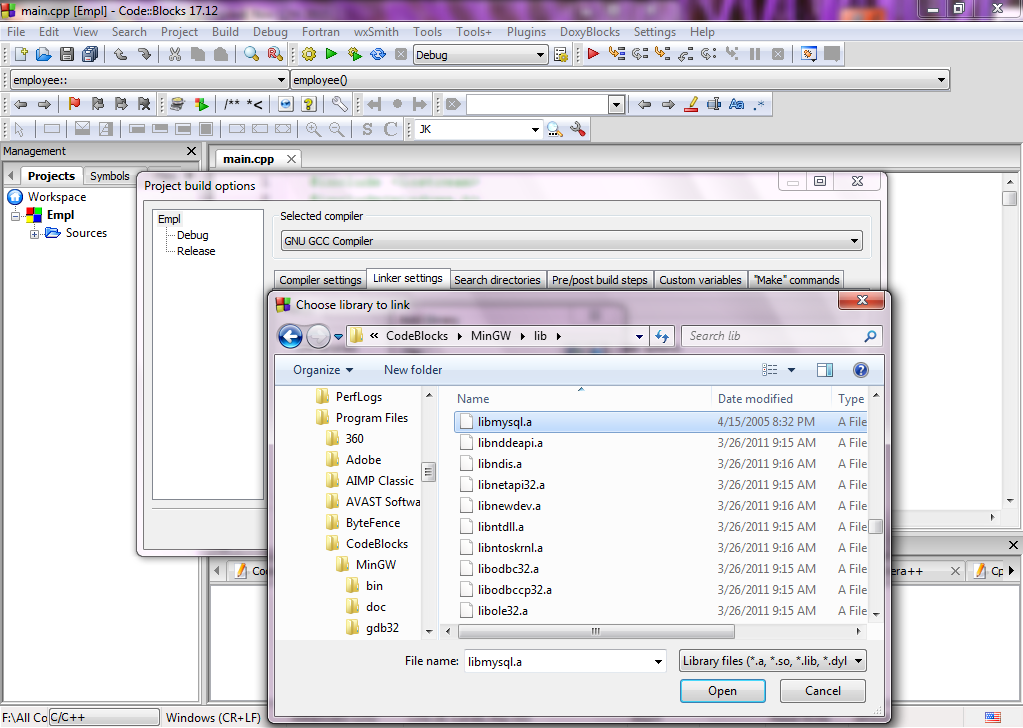 main.cpp [Empl] - Code::Blocks 17.12
File Edit View Search Project Build Debug Fortran wxSmith Tools Tools+ Plugins DoxyBlocks Settings Help
Debug
employee:: employee()
/** *<
Aa .*
S C JK
Management
Projects Symbols
main.cpp
Workspace
Empl
Sources
Project build options
Empl
Debug
Release
Selected compiler
GNU GCC Compiler
Compiler settings Linker settings Search directories Pre/post build steps Custom variables "Make" commands
Choose library to link
« CodeBlocks MinGW lib Search lib
Organize New folder
PerfLogs
Program Files
360
Adobe
AIMP Classic
AVAST Softwa
ByteFence
CodeBlocks
MinGW
bin
doc
gdb32
Name Date modified Type
libmysql.a 4/15/2005 8:32 PM A File
libnddeapi.a 3/26/2011 9:15 AM A File
libndis.a 3/26/2011 9:16 AM A File
libnetapi32.a 3/26/2011 9:15 AM A File
libnewdev.a 3/26/2011 9:16 AM A File
libntdll.a 3/26/2011 9:15 AM A File
libntoskrnl.a 3/26/2011 9:16 AM A File
libodbc32.a 3/26/2011 9:15 AM A File
libodbccp32.a 3/26/2011 9:15 AM A File
libole32.a 3/26/2011 9:15 AM A File
File name: libmysql.a Library files (*.a, *.so, *.lib, *.dyl
Open Cancel
Co era++ Cp
F:\All Co C/C++ Windows (CR+LF)